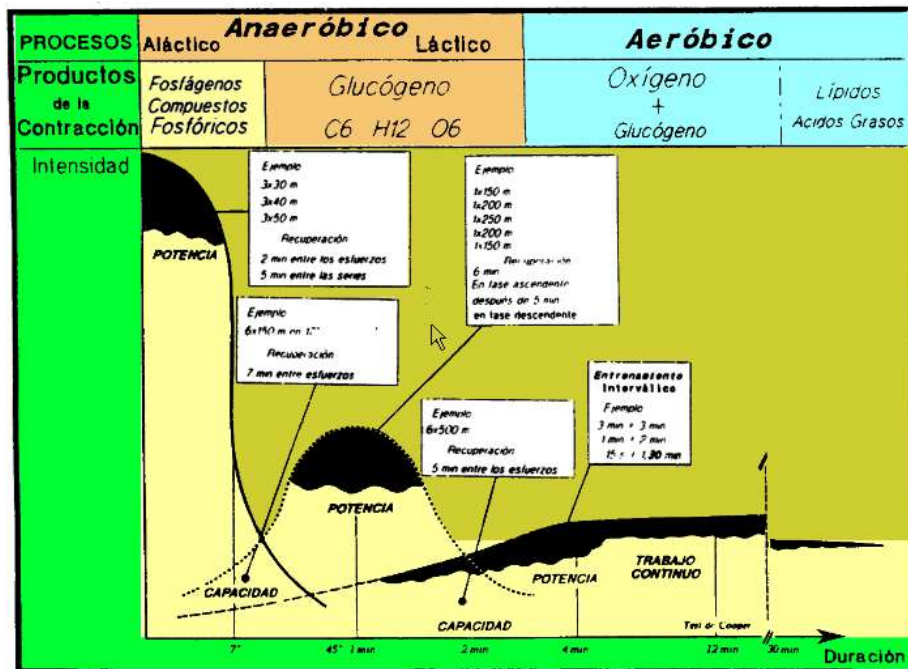 PROCESOS
Anaeróbico
Aláctico
Láctico
Aeróbico
Productos
de la
Contracción
Fosfágenos
Compuestos
Fosfóricos
Glucógeno
C6 H12 O6
Oxígeno
+
Glucógeno
Lípidos
Acidos Grasos
Intensidad
Ejemplo
3x30 m
3x40 m
3x50 m
Recuperación
2 min entre los esfuerzos
5 min entre las series
POTENCIA
Ejemplo
1x150 m
1x200 m
1x250 m
1x200 m
1x150 m
Recuperación
6 min
En fase ascendente
después de 5 min
en fase descendente
Ejemplo
6x150 m en
Recuperación
7 min entre esfuerzos
Entrenamiento
Interválico
Ejemplo
3 min + 3 min
1 min + 2 min
15 s + 1,30 min
Ejemplo
6x500 m
Recuperación
5 min entre los esfuerzos
POTENCIA
CAPACIDAD
POTENCIA
TRABAJO
CONTINUO
CAPACIDAD
Test de Cooper
7" 45" 1 min 2 min 4 min 12 min 30 min
Duración